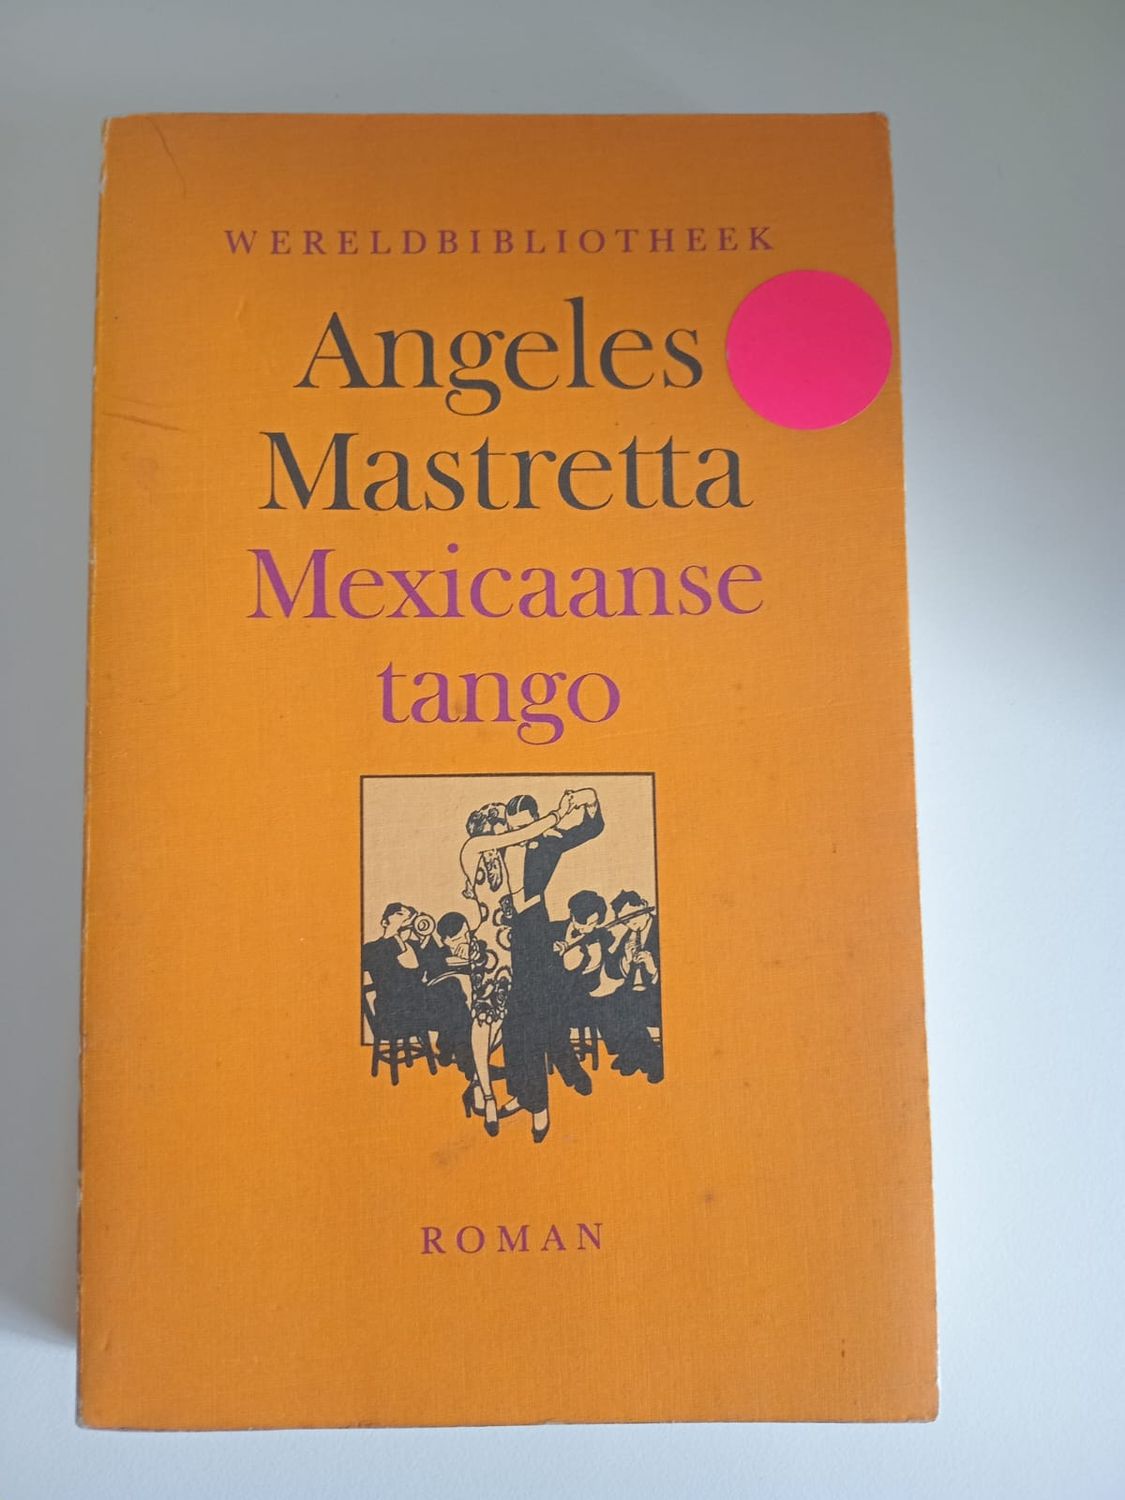 WERELDBIBLIOTHEEK
Angeles
Mastretta
Mexicaanse
tango
ROMAN